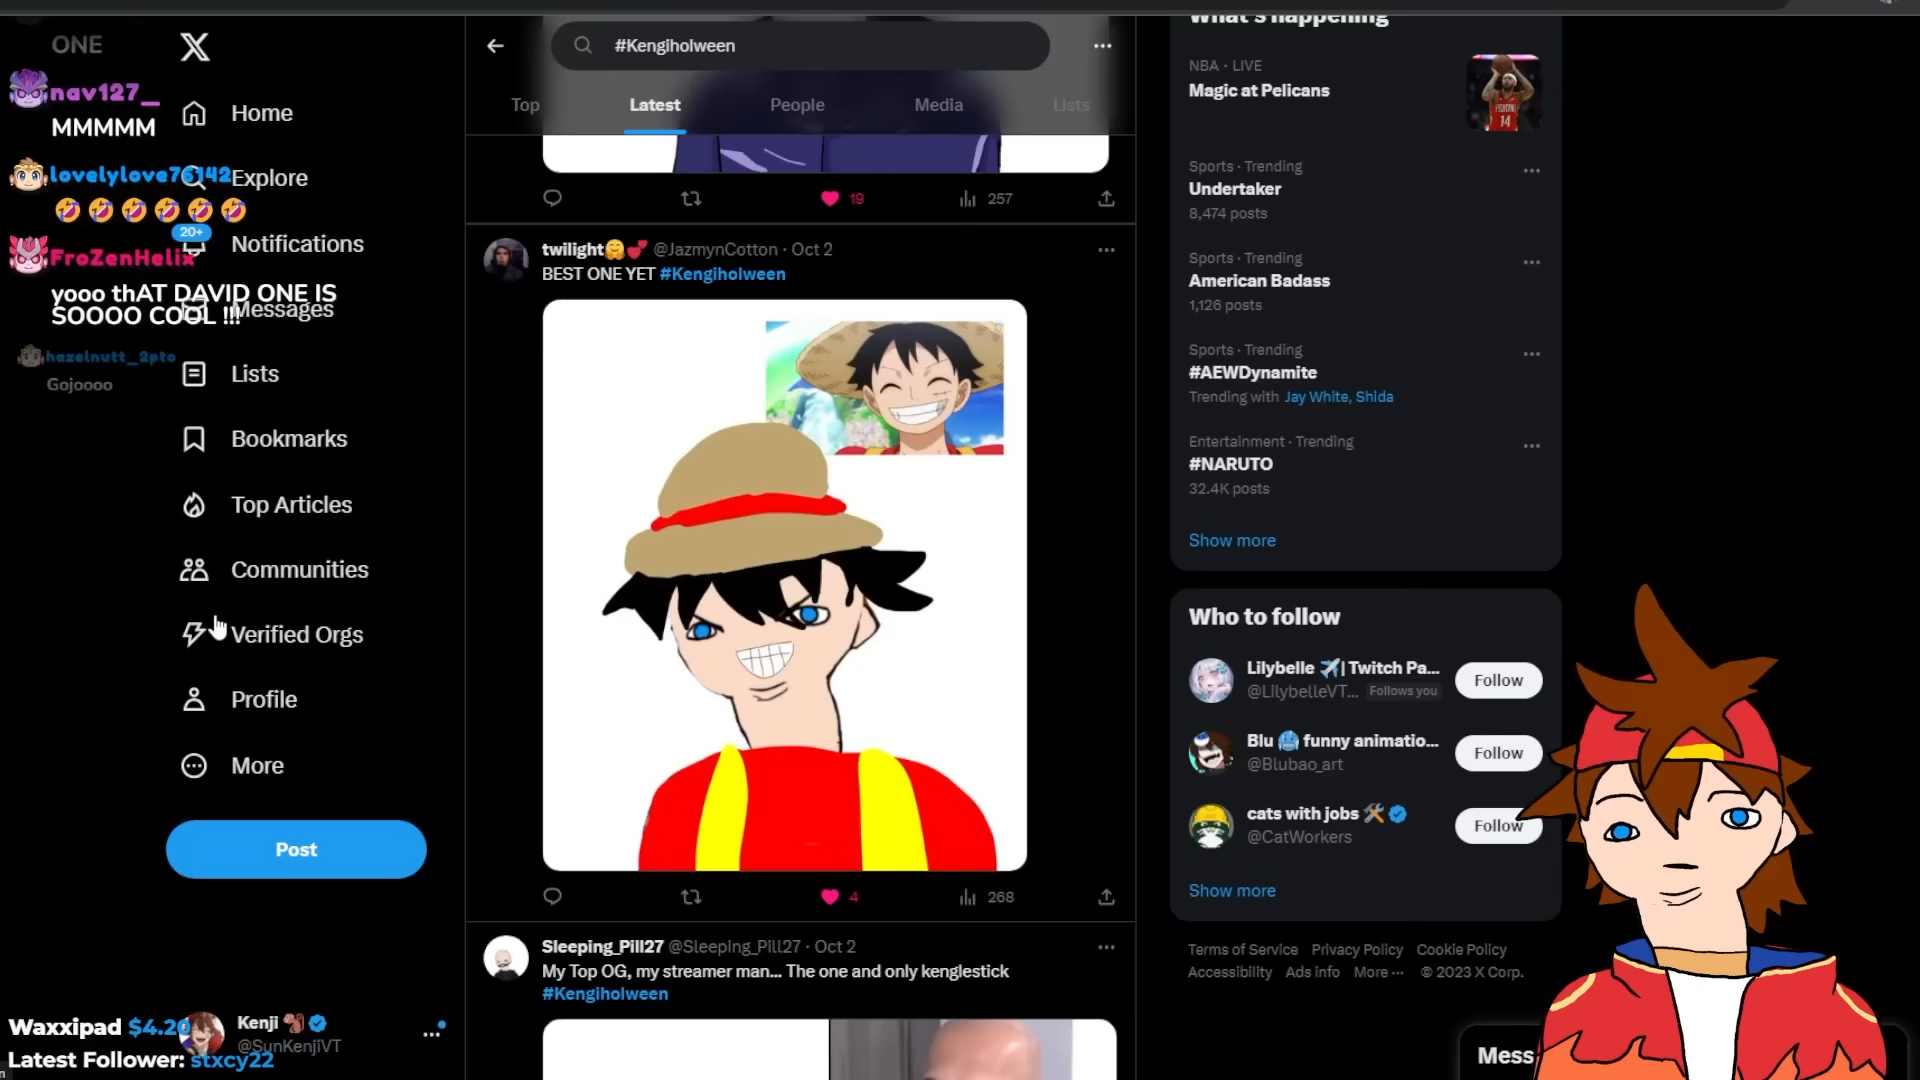 ONE
nav127_
MMMMM
lovelylove76142
FroZenHelix
yooo thAT DAVID ONE IS
SOOOO COOL !!!
hazelnutt_2pto
Gojoooo
Home
Explore
20+
Notifications
Messages
Lists
Bookmarks
Top Articles
Communities
Verified Orgs
Profile
More
Post
Kenji
@SunKenjiVT
Waxxipad $4.20
Latest Follower: stxcy22
#Kengiholween
Top
Latest
People
Media
Lists
19
257
twilight @JazmynCotton · Oct 2
BEST ONE YET #Kengiholween
4
268
Sleeping_Pill27 @Sleeping_Pill27 · Oct 2
My Top OG, my streamer man... The one and only kenglestick
#Kengiholween
What's happening
NBA · LIVE
Magic at Pelicans
14
Sports · Trending
Undertaker
8,474 posts
Sports · Trending
American Badass
1,126 posts
Sports · Trending
#AEWDynamite
Trending with Jay White, Shida
Entertainment · Trending
#NARUTO
32.4K posts
Show more
Who to follow
Lilybelle | Twitch Pa...
@LilybelleVT... Follows you
Follow
Blu funny animatio...
@Blubao_art
Follow
cats with jobs
@CatWorkers
Follow
Show more
Terms of Service Privacy Policy Cookie Policy
Accessibility Ads info More ··· © 2023 X Corp.
Mess